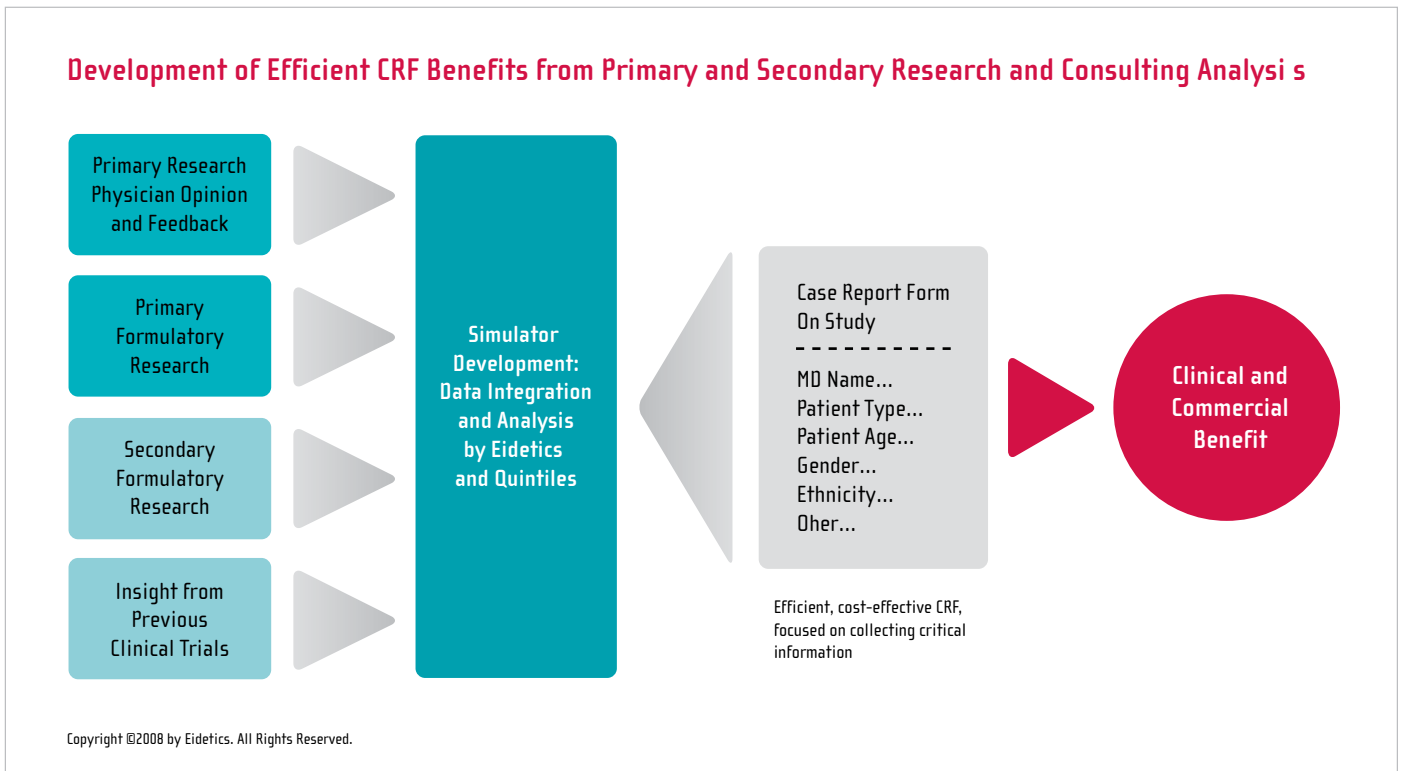 Development of Efficient CRF Benefits from Primary and Secondary Research and Consulting Analysi s
Primary Research
Physician Opinion
and Feedback
Primary
Formulatory
Research
Secondary
Formulatory
Research
Insight from
Previous
Clinical Trials
Simulator
Development:
Data Integration
and Analysis
by Eidetics
and Quintiles
Case Report Form
On Study
----------
MD Name...
Patient Type...
Patient Age...
Gender...
Ethnicity...
Oher...
Efficient, cost-effective CRF,
focused on collecting critical
information
Clinical and
Commercial
Benefit
Copyright ©2008 by Eidetics. All Rights Reserved.